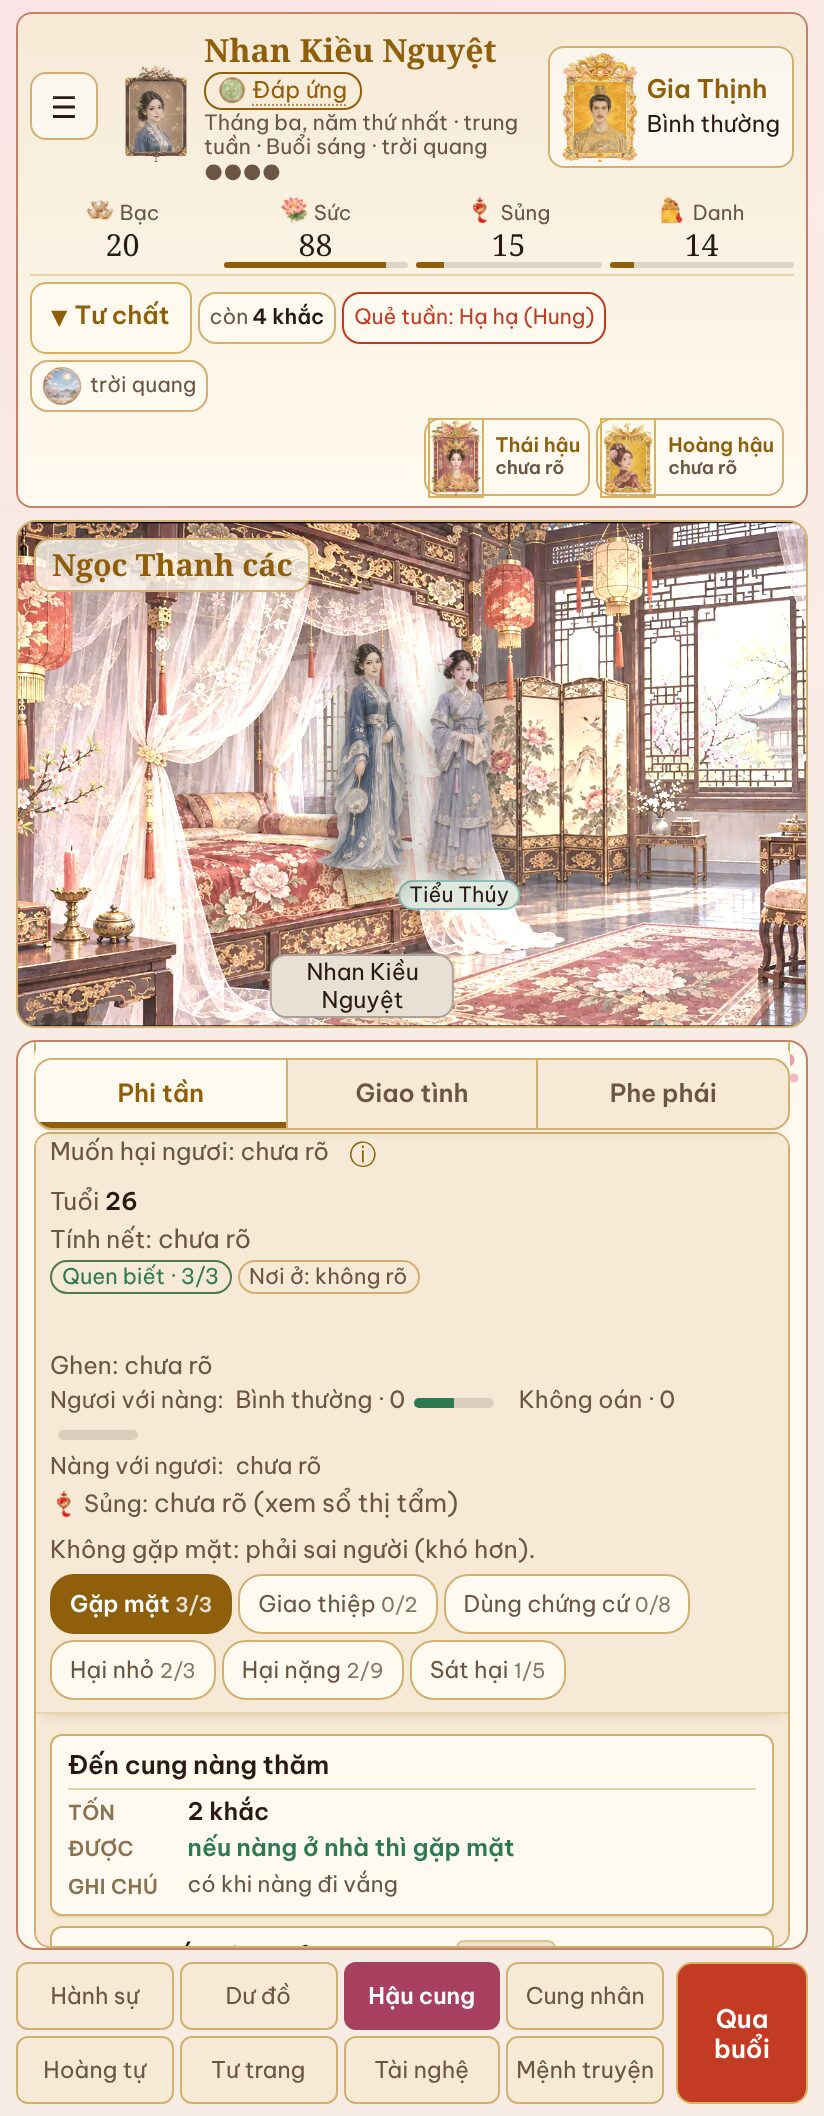 ☰
Nhan Kiều Nguyệt
Đáp ứng
Tháng ba, năm thứ nhất · trung
tuần · Buổi sáng · trời quang
Gia Thịnh
Bình thường
Bạc
20
Sức
88
Sủng
15
Danh
14
▼ Tư chất
còn 4 khắc
Quẻ tuần: Hạ hạ (Hung)
trời quang
Thái hậu
chưa rõ
Hoàng hậu
chưa rõ
Ngọc Thanh các
Tiểu Thúy
Nhan Kiều
Nguyệt
Phi tần
Giao tình
Phe phái
Muốn hại ngươi: chưa rõ ⓘ
Tuổi 26
Tính nết: chưa rõ
Quen biết · 3/3
Nơi ở: không rõ
Ghen: chưa rõ
Ngươi với nàng: Bình thường · 0 Không oán · 0
Nàng với ngươi: chưa rõ
Sủng: chưa rõ (xem sổ thị tẩm)
Không gặp mặt: phải sai người (khó hơn).
Gặp mặt 3/3
Giao thiệp 0/2
Dùng chứng cứ 0/8
Hại nhỏ 2/3
Hại nặng 2/9
Sát hại 1/5
Đến cung nàng thăm
TỐN 2 khắc
ĐƯỢC nếu nàng ở nhà thì gặp mặt
GHI CHÚ có khi nàng đi vắng
Hành sự
Dư đồ
Hậu cung
Cung nhân
Qua
buổi
Hoàng tự
Tư trang
Tài nghệ
Mệnh truyện